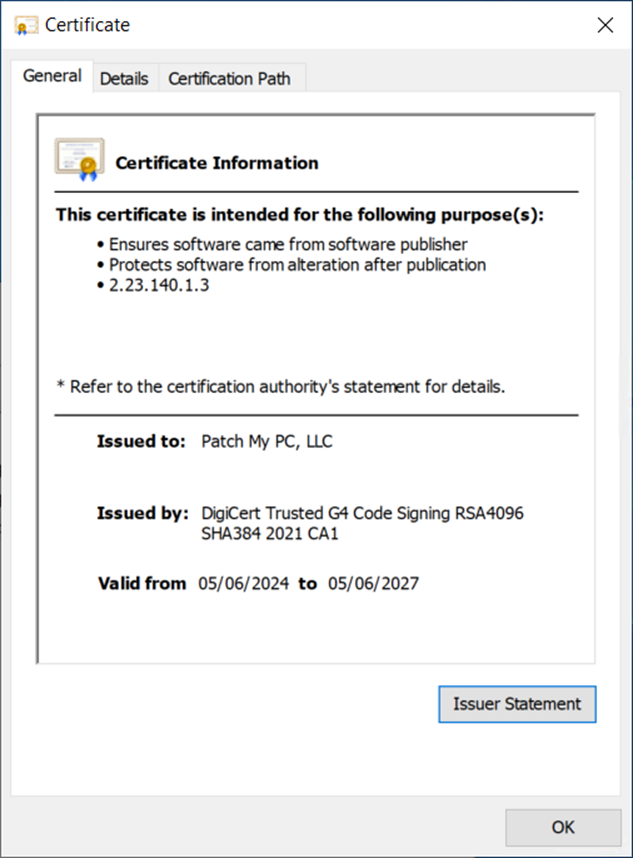 Certificate
General
Details
Certification Path
Certificate Information
This certificate is intended for the following purpose(s):
• Ensures software came from software publisher
• Protects software from alteration after publication
• 2.23.140.1.3
* Refer to the certification authority's statement for details.
Issued to: Patch My PC, LLC
Issued by: DigiCert Trusted G4 Code Signing RSA4096
SHA384 2021 CA1
Valid from 05/06/2024 to 05/06/2027
Issuer Statement
OK